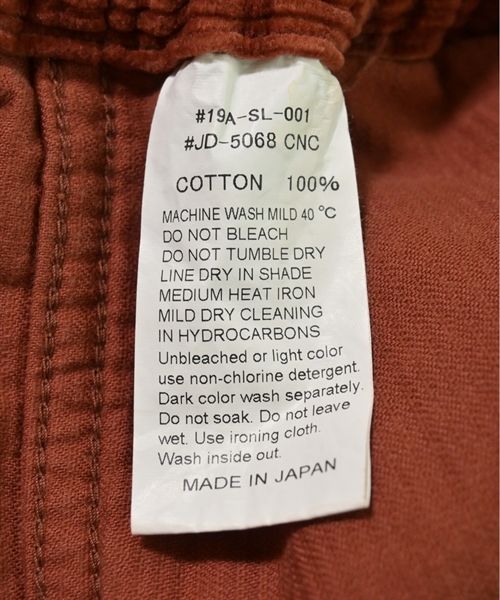 #19A-SL-001
#JD-5068 CNC
COTTON 100%
MACHINE WASH MILD 40 °C
DO NOT BLEACH
DO NOT TUMBLE DRY
LINE DRY IN SHADE
MEDIUM HEAT IRON
MILD DRY CLEANING
IN HYDROCARBONS
Unbleached or light color
use non-chlorine detergent.
Dark color wash separately.
Do not soak. Do not leave
wet. Use ironing cloth.
Wash inside out.
MADE IN JAPAN